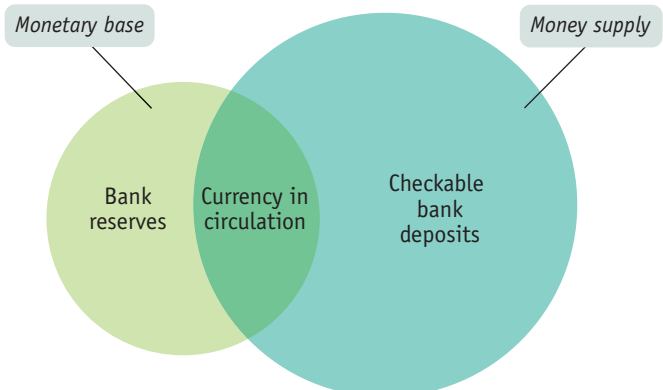 Monetary base
Money supply
Bank
reserves
Currency in
circulation
Checkable
bank
deposits